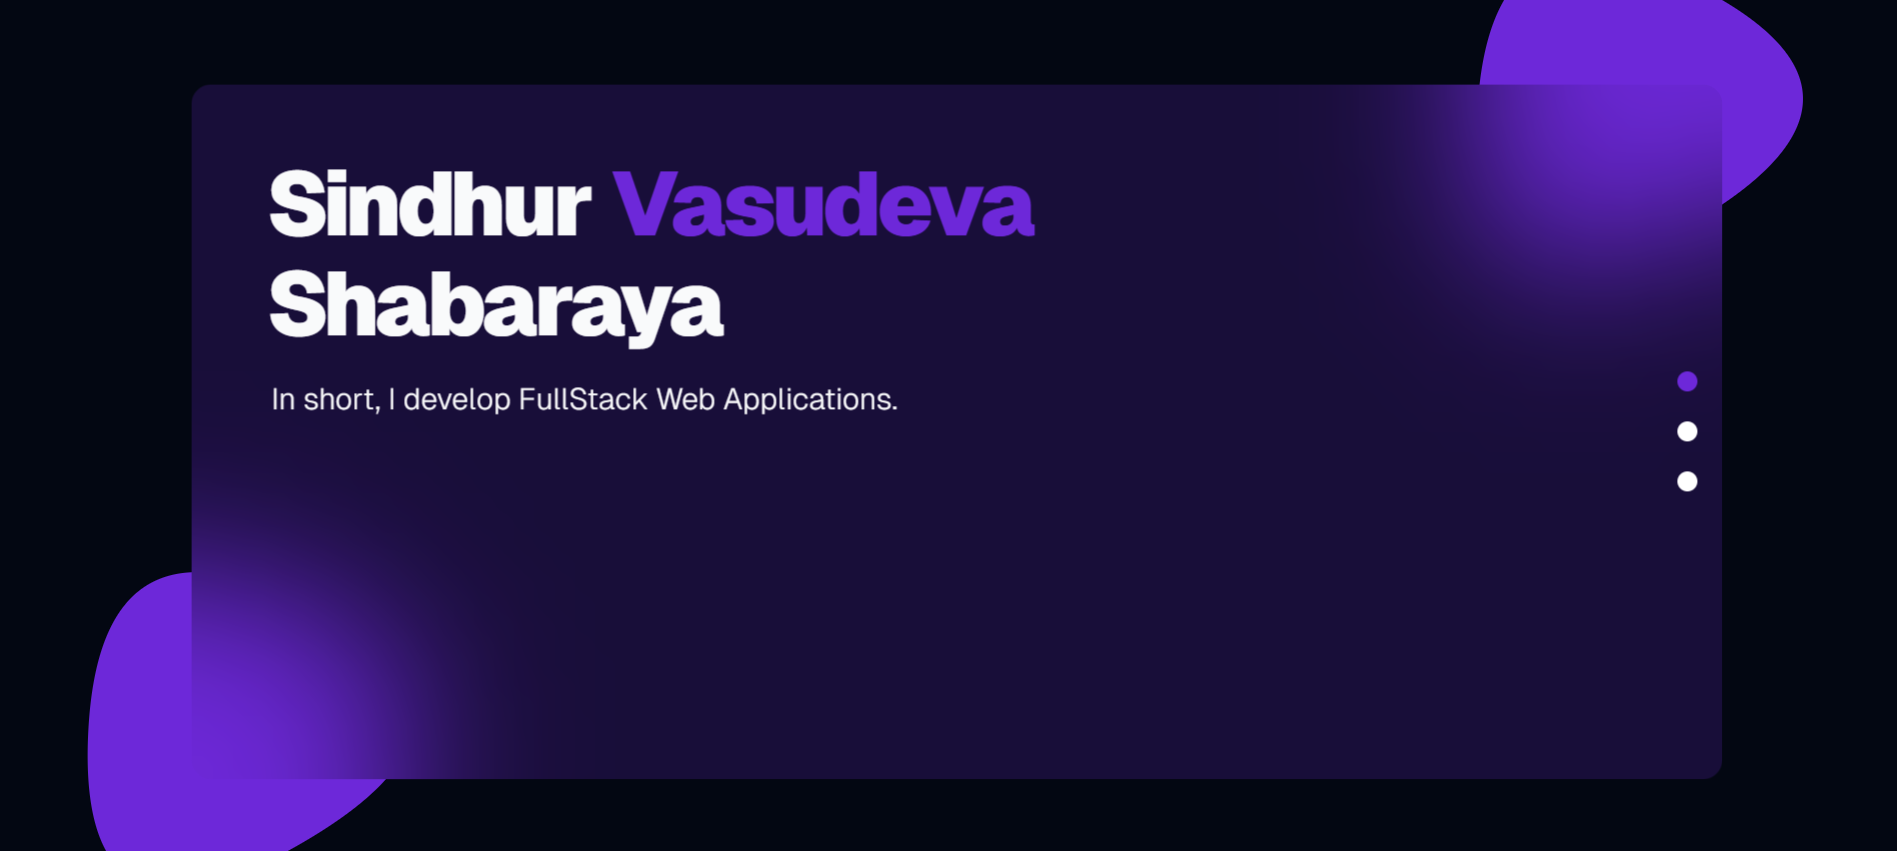 Sindhur Vasudeva
Shabaraya
In short, I develop FullStack Web Applications.